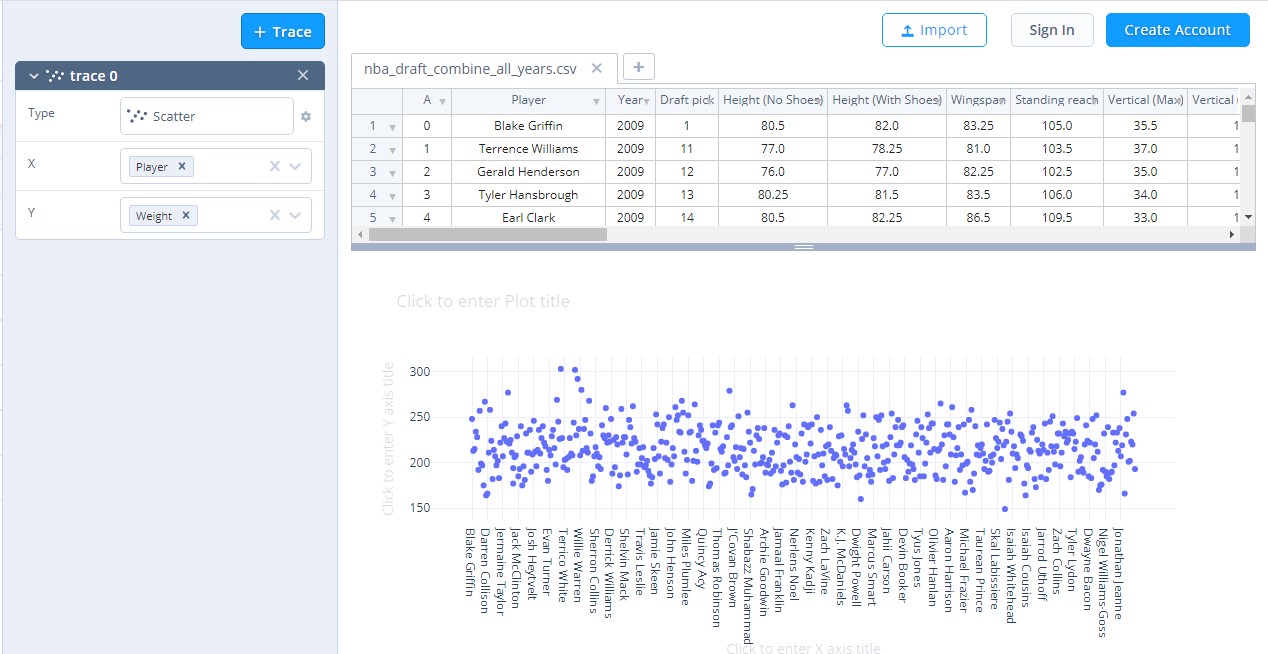 + Trace
trace 0
Type
Scatter
X
Player
Y
Weight
Import
Sign In
Create Account
nba_draft_combine_all_years.csv
A Player Year Draft pick Height (No Shoes) Height (With Shoes) Wingspan Standing reach Vertical (Max) Vertical (
1 0 Blake Griffin 2009 1 80.5 82.0 83.25 105.0 35.5 1
2 1 Terrence Williams 2009 11 77.0 78.25 81.0 103.5 37.0 1
3 2 Gerald Henderson 2009 12 76.0 77.0 82.25 102.5 35.0 1
4 3 Tyler Hansbrough 2009 13 80.25 81.5 83.5 106.0 34.0 1
5 4 Earl Clark 2009 14 80.5 82.25 86.5 109.5 33.0 1
Click to enter Plot title
Click to enter Y axis title
300
250
200
150
Blake Griffin
Darren Collison
Jermaine Taylor
Jack McClinton
Josh Heytvelt
Evan Turner
Terrico White
Willie Warren
Sherron Collins
Derrick Williams
Shelvin Mack
Travis Leslie
Jamie Skeen
John Henson
Miles Plumlee
Quincy Acy
Thomas Robinson
J'Covan Brown
Shabazz Muhammad
Archie Goodwin
Jamaal Franklin
Nerlens Noel
Kenny Kadji
Zach LaVine
K.J. McDaniels
Dwight Powell
Marcus Smart
Jahii Carson
Devin Booker
Tyus Jones
Olivier Hanlan
Aaron Harrison
Michael Frazier
Taurean Prince
Skal Labissiere
Isaiah Whitehead
Isaiah Cousins
Jarrod Uthoff
Zach Collins
Tyler Lydon
Dwayne Bacon
Nigel Williams-Goss
Jonathan Jeanne
Click to enter X axis title